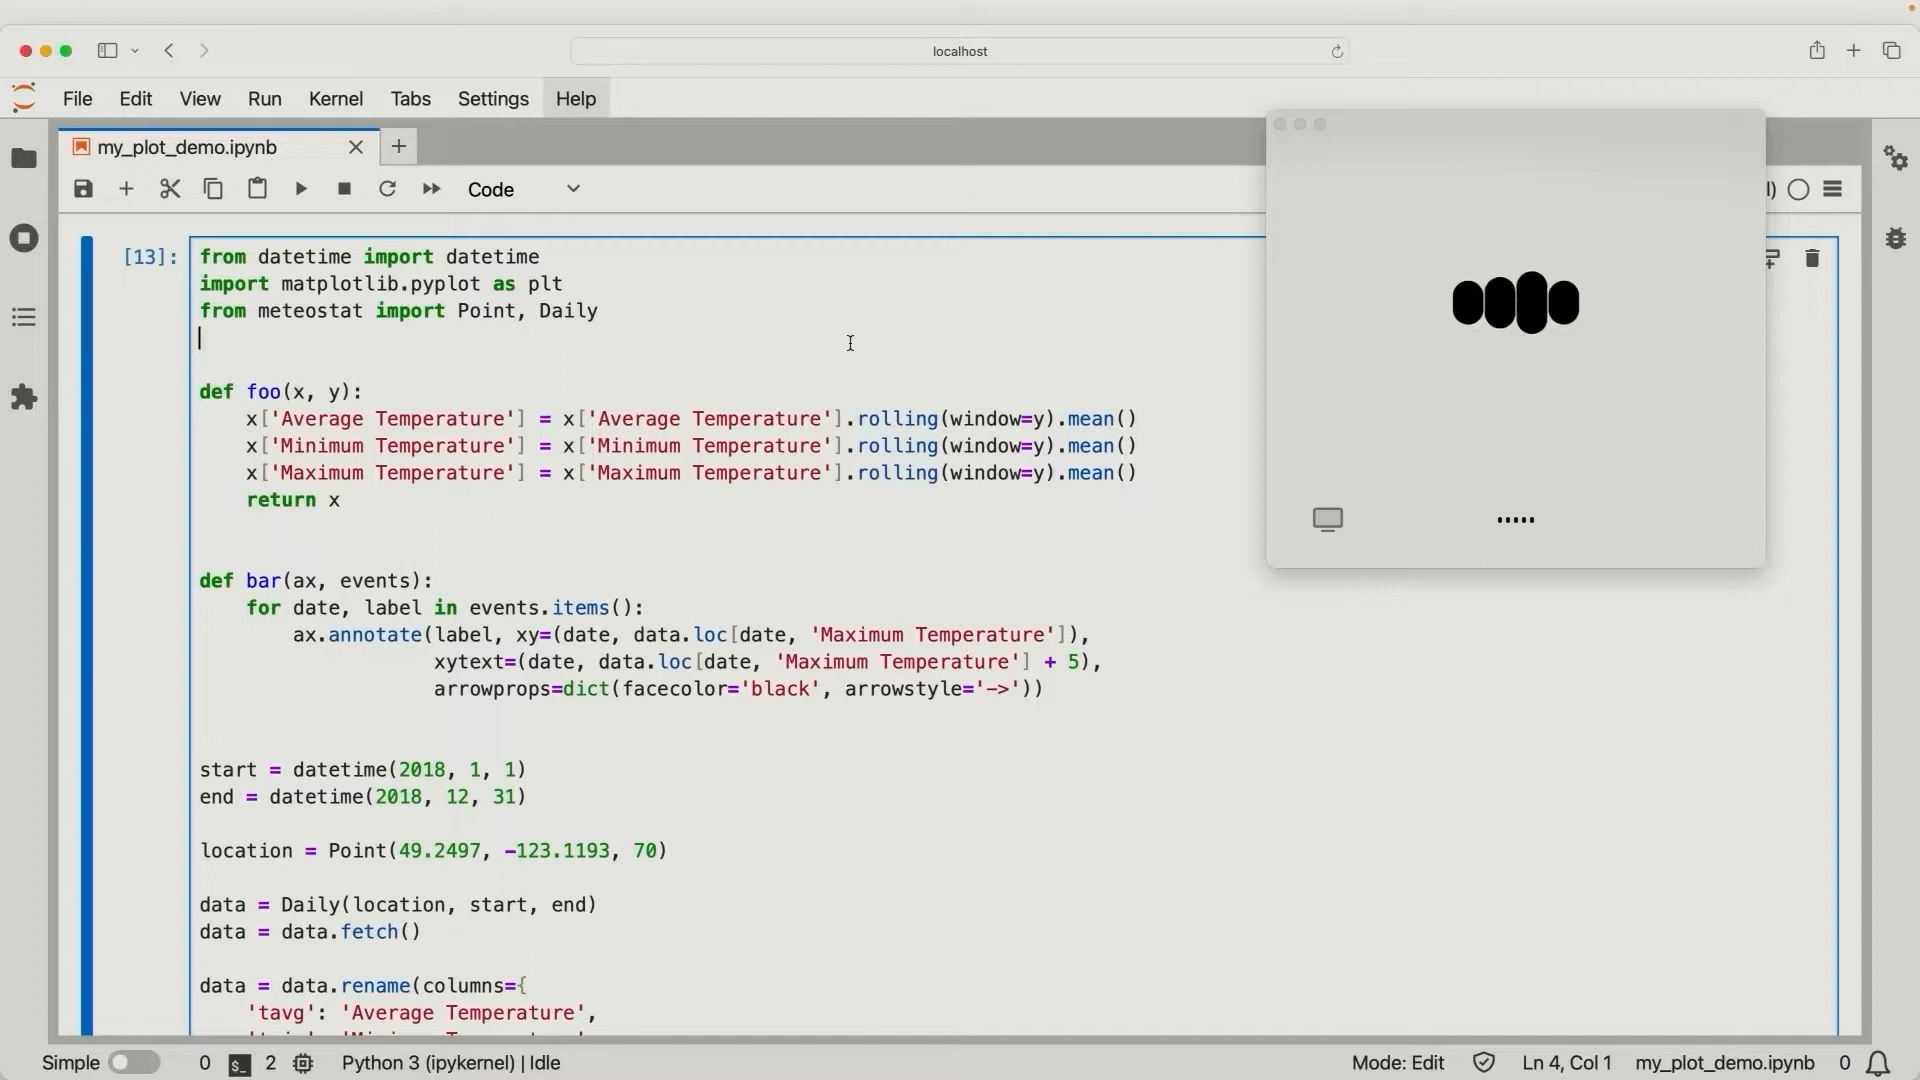 localhost
File Edit View Run Kernel Tabs Settings Help
my_plot_demo.ipynb
Code
[13]:
from datetime import datetime
import matplotlib.pyplot as plt
from meteostat import Point, Daily
def foo(x, y):
x['Average Temperature'] = x['Average Temperature'].rolling(window=y).mean()
x['Minimum Temperature'] = x['Minimum Temperature'].rolling(window=y).mean()
x['Maximum Temperature'] = x['Maximum Temperature'].rolling(window=y).mean()
return x
def bar(ax, events):
for date, label in events.items():
ax.annotate(label, xy=(date, data.loc[date, 'Maximum Temperature']),
xytext=(date, data.loc[date, 'Maximum Temperature'] + 5),
arrowprops=dict(facecolor='black', arrowstyle='->'))
start = datetime(2018, 1, 1)
end = datetime(2018, 12, 31)
location = Point(49.2497, -123.1193, 70)
data = Daily(location, start, end)
data = data.fetch()
data = data.rename(columns={
'tavg': 'Average Temperature',
Simple 0 $_ 2 Python 3 (ipykernel) | Idle Mode: Edit Ln 4, Col 1 my_plot_demo.ipynb 0